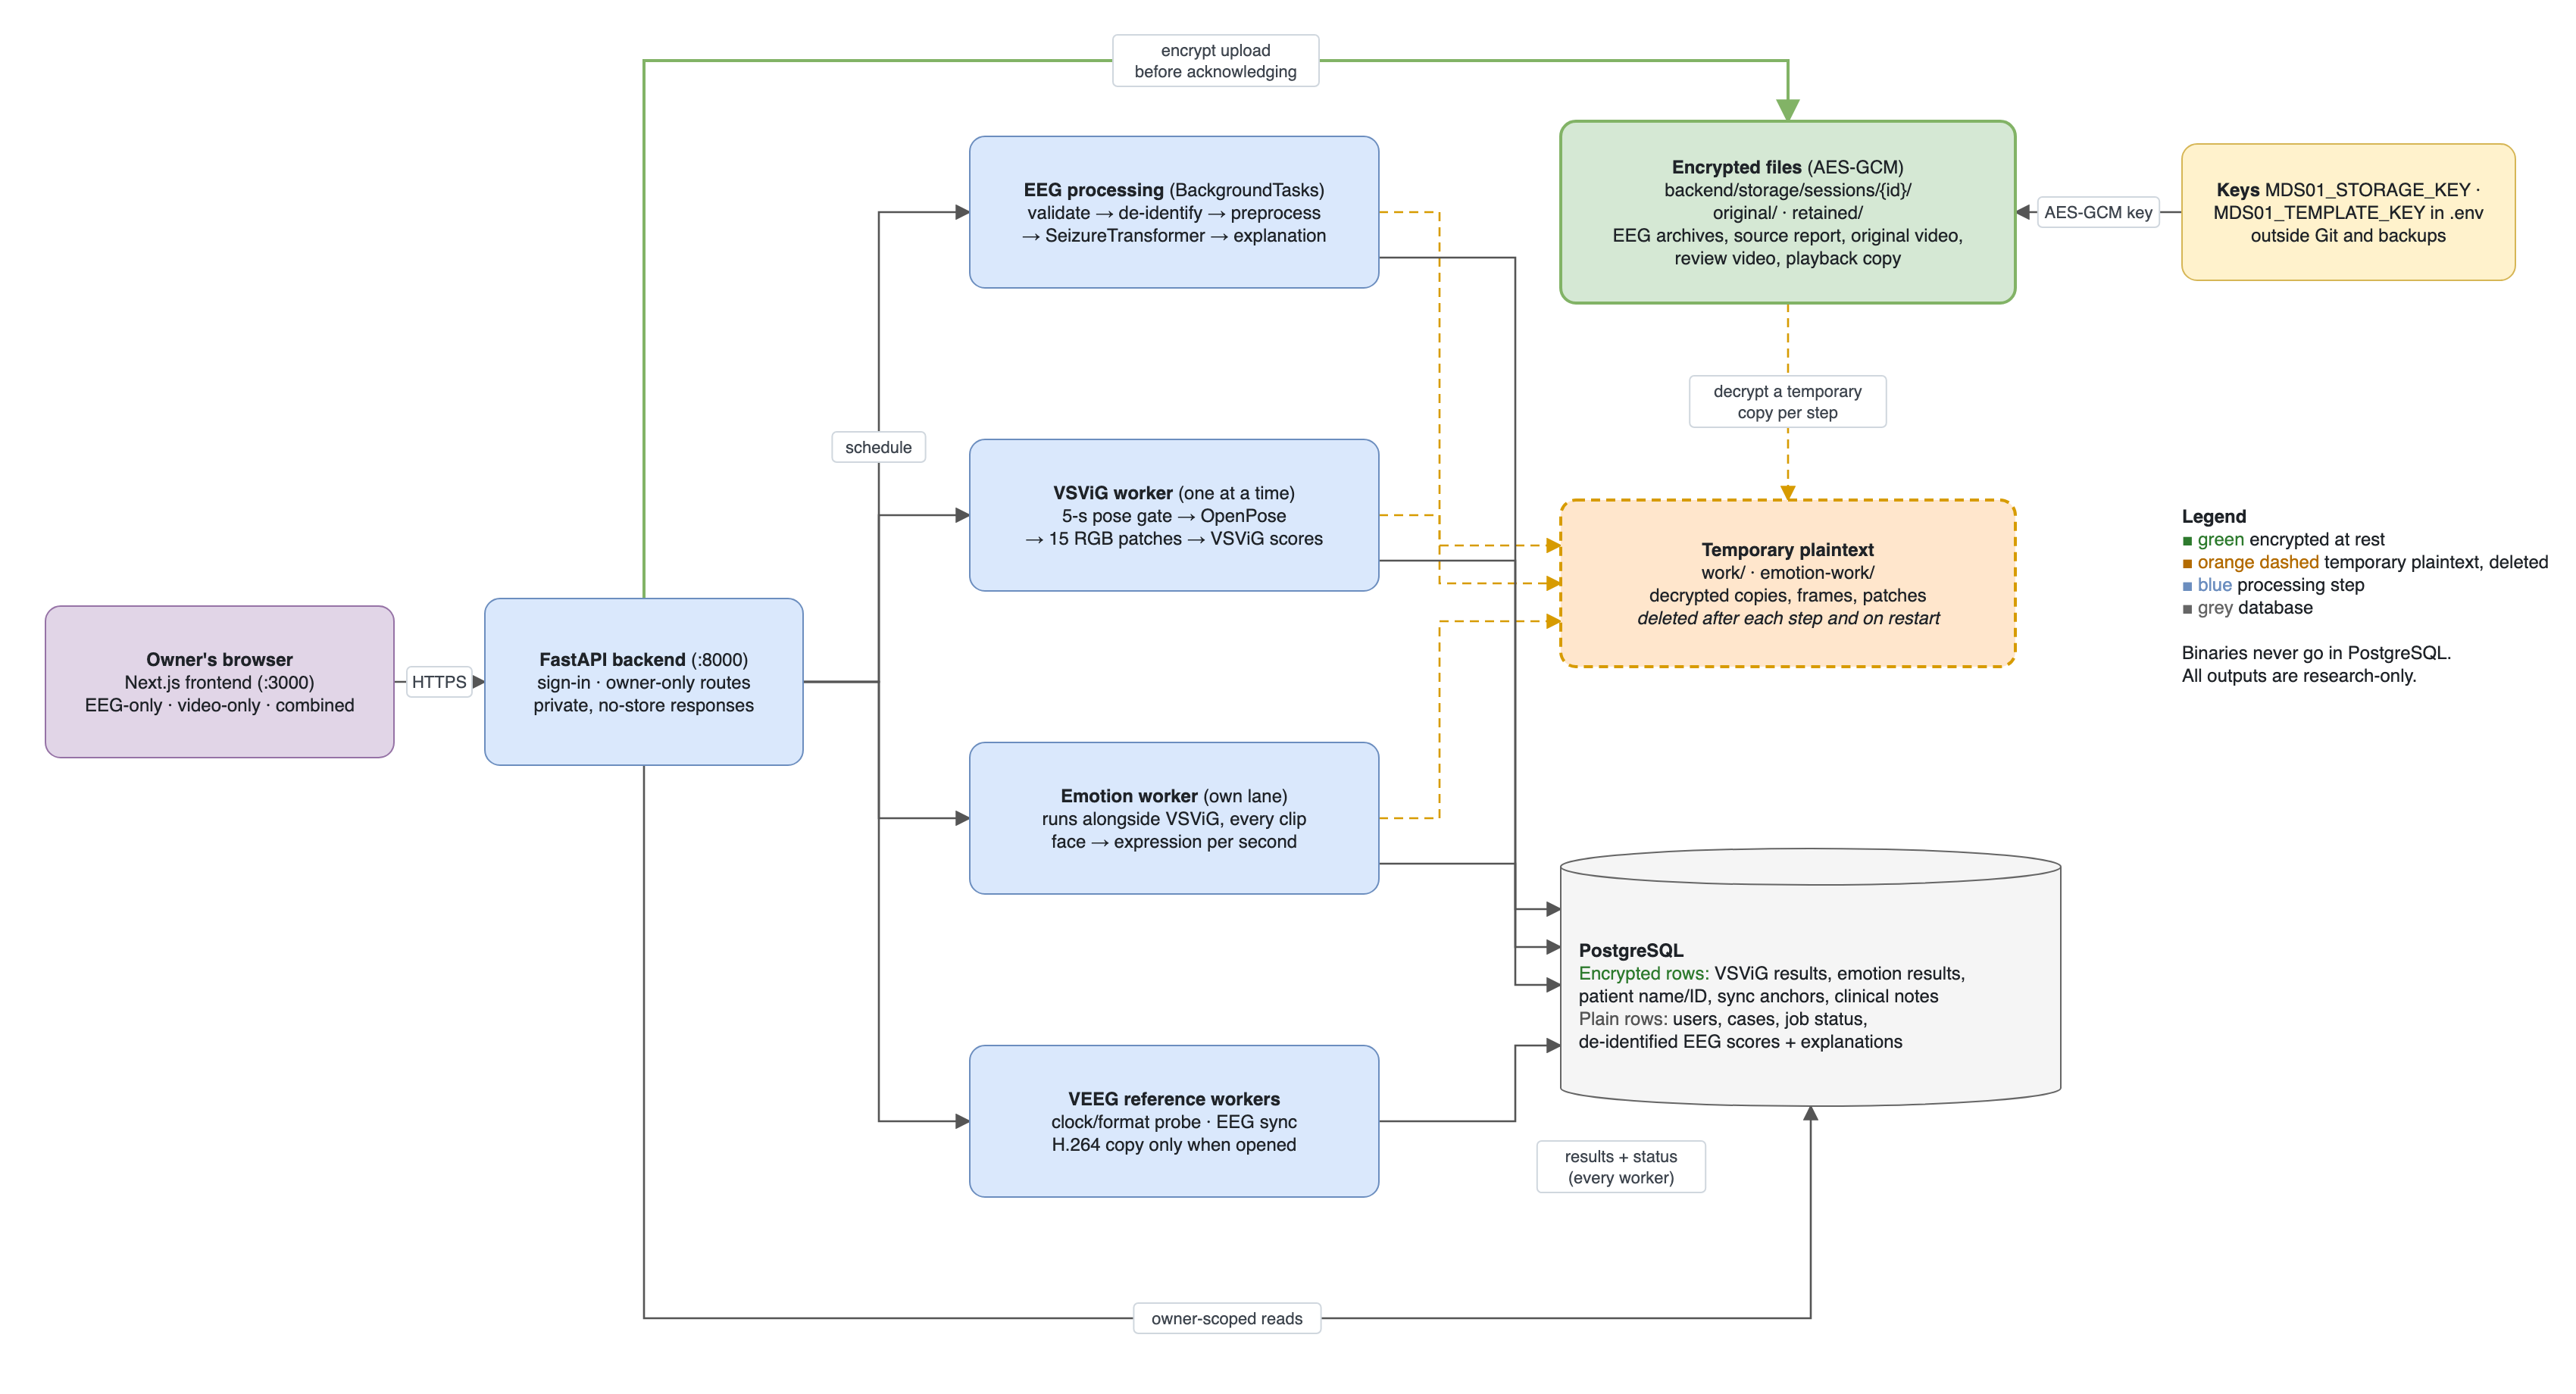 encrypt upload
before acknowledging
EEG processing (BackgroundTasks)
validate → de-identify → preprocess
→ SeizureTransformer → explanation
Encrypted files (AES-GCM)
backend/storage/sessions/{id}/
original/ · retained/
EEG archives, source report, original video,
review video, playback copy
AES-GCM key
Keys MDS01_STORAGE_KEY ·
MDS01_TEMPLATE_KEY in .env
outside Git and backups
decrypt a temporary
copy per step
schedule
VSViG worker (one at a time)
5-s pose gate → OpenPose
→ 15 RGB patches → VSViG scores
Temporary plaintext
work/ · emotion-work/
decrypted copies, frames, patches
deleted after each step and on restart
Legend
■ green encrypted at rest
■ orange dashed temporary plaintext, deleted
■ blue processing step
■ grey database
Binaries never go in PostgreSQL.
All outputs are research-only.
Owner's browser
Next.js frontend (:3000)
EEG-only · video-only · combined
HTTPS
FastAPI backend (:8000)
sign-in · owner-only routes
private, no-store responses
Emotion worker (own lane)
runs alongside VSViG, every clip
face → expression per second
PostgreSQL
Encrypted rows: VSViG results, emotion results,
patient name/ID, sync anchors, clinical notes
Plain rows: users, cases, job status,
de-identified EEG scores + explanations
VEEG reference workers
clock/format probe · EEG sync
H.264 copy only when opened
results + status
(every worker)
owner-scoped reads